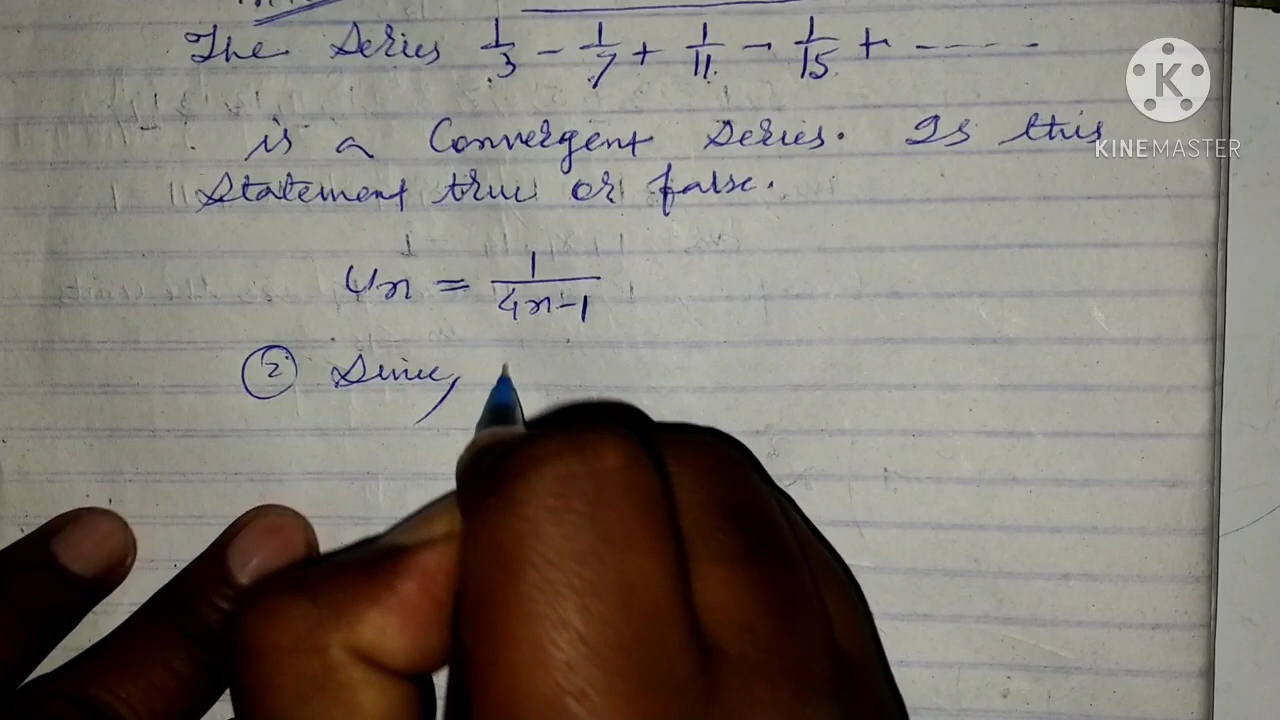 The Series 1/3 - 1/7 + 1/11 - 1/15 + -----
is a Convergent Series. Is this
Statement true or false.
Un = 1/4n-1
② Since,
K
KINEMASTER